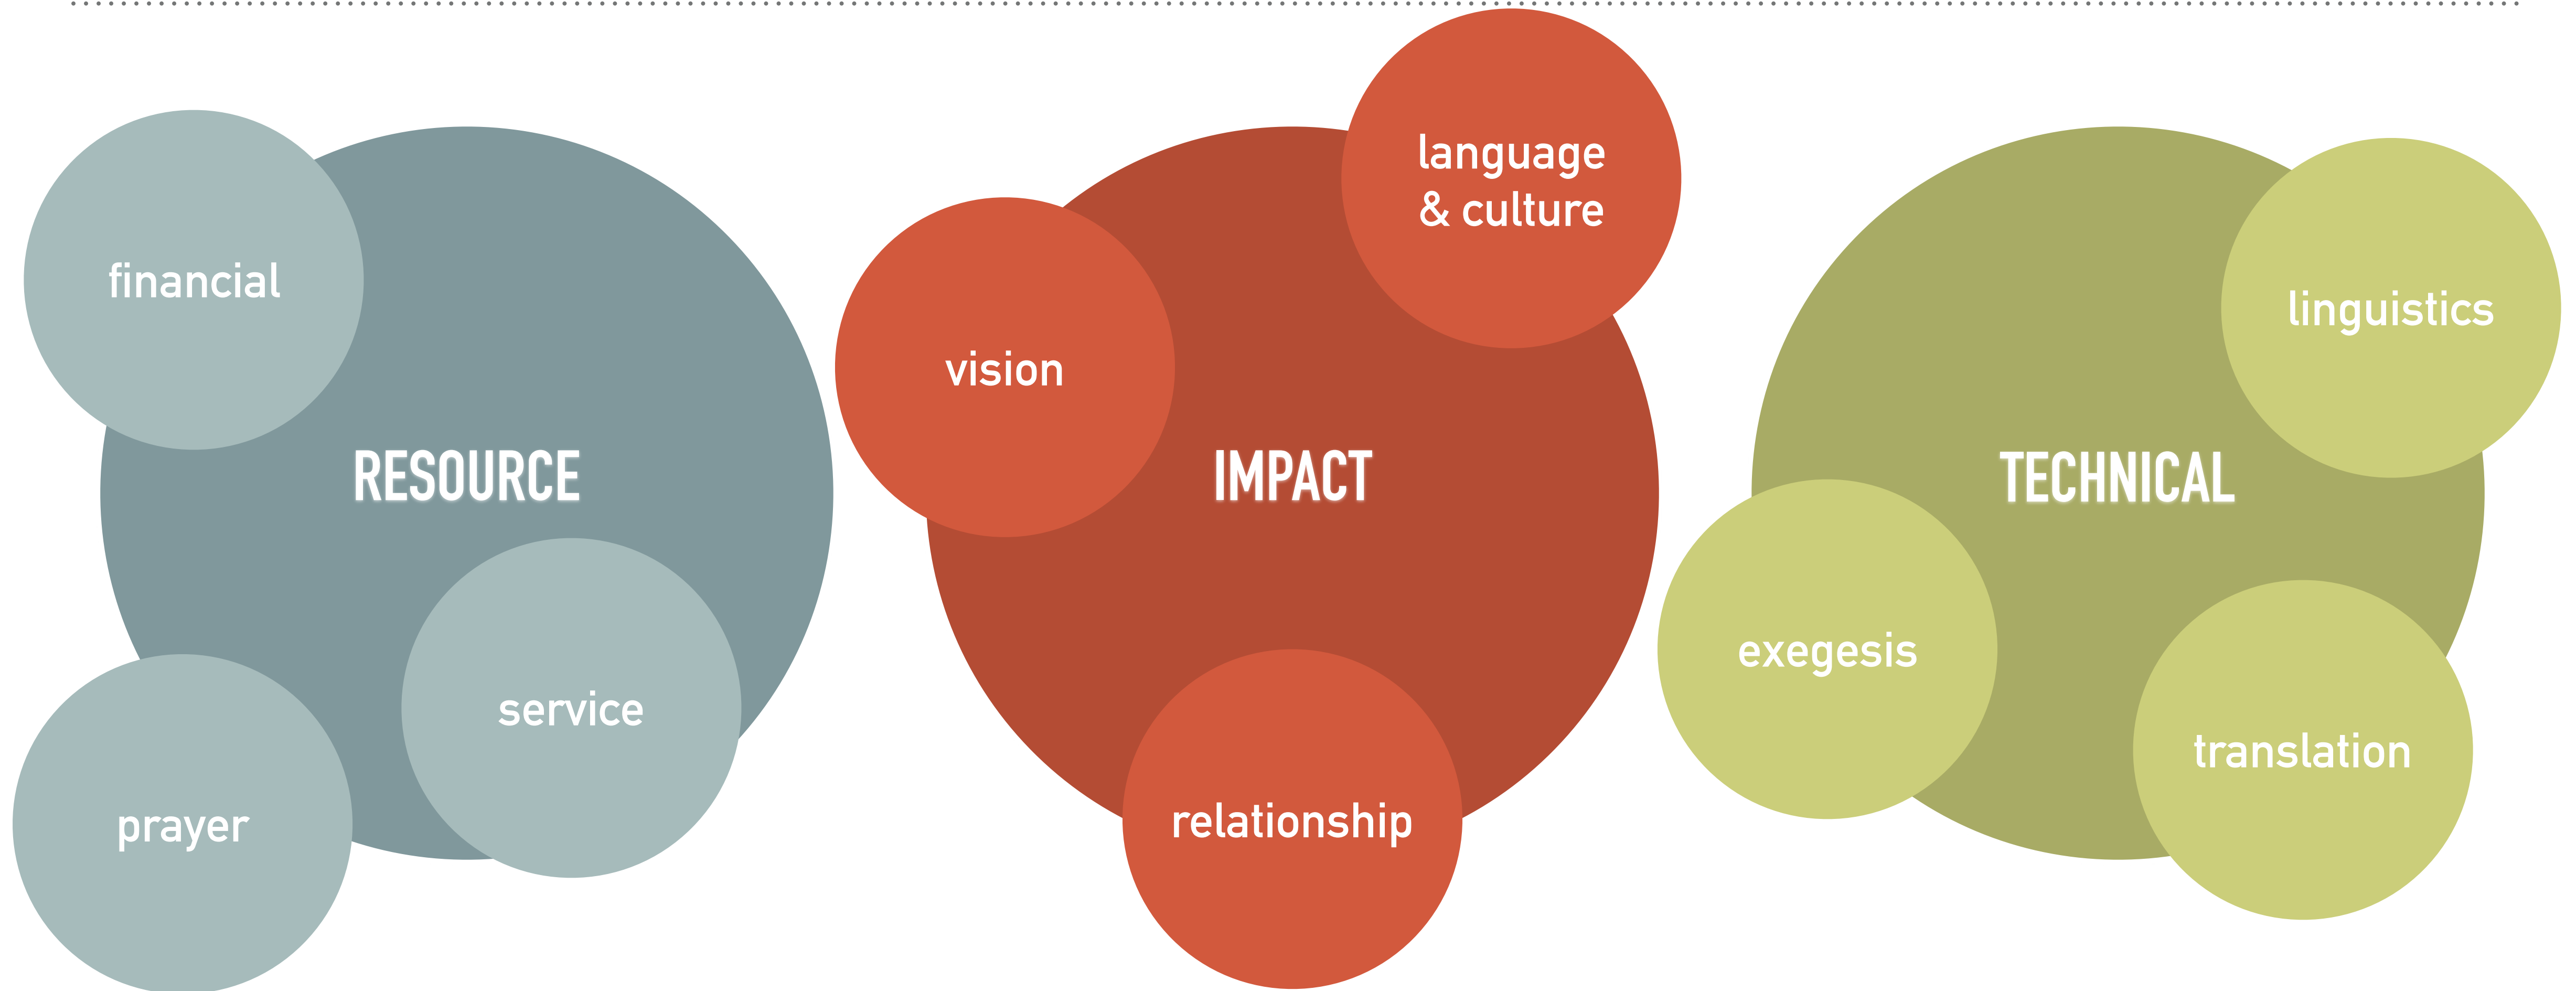 financial
RESOURCE
service
prayer
language
& culture
vision
IMPACT
relationship
linguistics
TECHNICAL
exegesis
translation